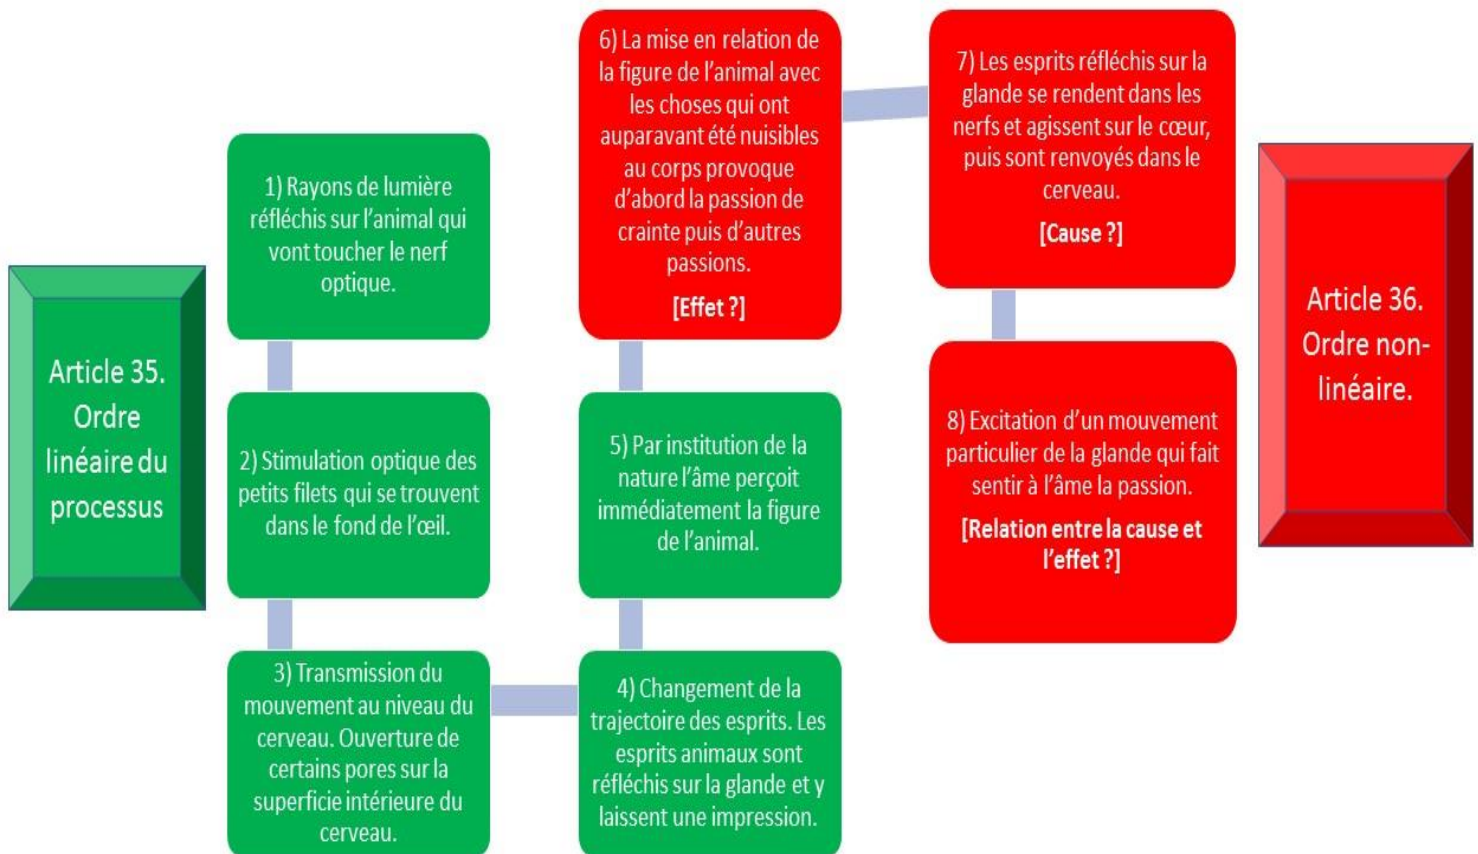 Article 35.
Ordre
linéaire du
processus
1) Rayons de lumière
réfléchis sur l'animal qui
vont toucher le nerf
optique.
2) Stimulation optique des
petits filets qui se trouvent
dans le fond de l'œil.
3) Transmission du
mouvement au niveau du
cerveau. Ouverture de
certains pores sur la
superficie intérieure du
cerveau.
4) Changement de la
trajectoire des esprits. Les
esprits animaux sont
réfléchis sur la glande et y
laissent une impression.
5) Par institution de la
nature l'âme perçoit
immédiatement la figure
de l'animal.
6) La mise en relation de
la figure de l'animal avec
les choses qui ont
auparavant été nuisibles
au corps provoque
d'abord la passion de
crainte puis d'autres
passions.
[Effet ?]
7) Les esprits réfléchis sur la
glande se rendent dans les
nerfs et agissent sur le cœur,
puis sont renvoyés dans le
cerveau.
[Cause ?]
8) Excitation d'un mouvement
particulier de la glande qui fait
sentir à l'âme la passion.
[Relation entre la cause et
l'effet ?]
Article 36.
Ordre non-
linéaire.